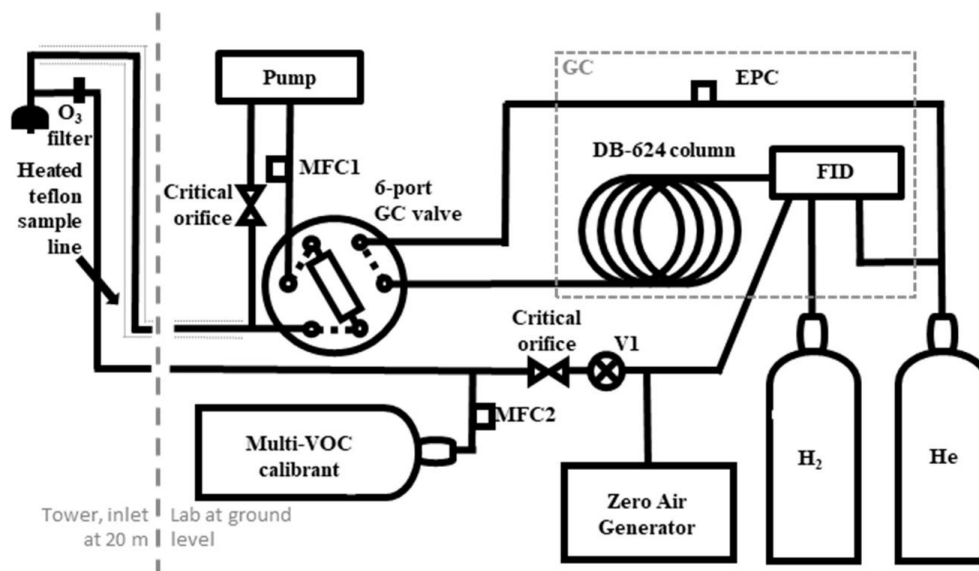 GC
EPC
Pump
O3
filter
DB-624 column
FID
MFC1
6-port
GC valve
Critical
orifice
Heated
teflon
sample
line
Critical
orifice
V1
MFC2
Multi-VOC
calibrant
H2
He
Zero Air
Generator
Tower, inlet
at 20 m
Lab at ground
level